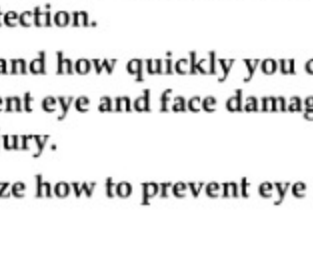 tection.
and how quickly you c
ent eye and face damag
ury.
ze how to prevent eye